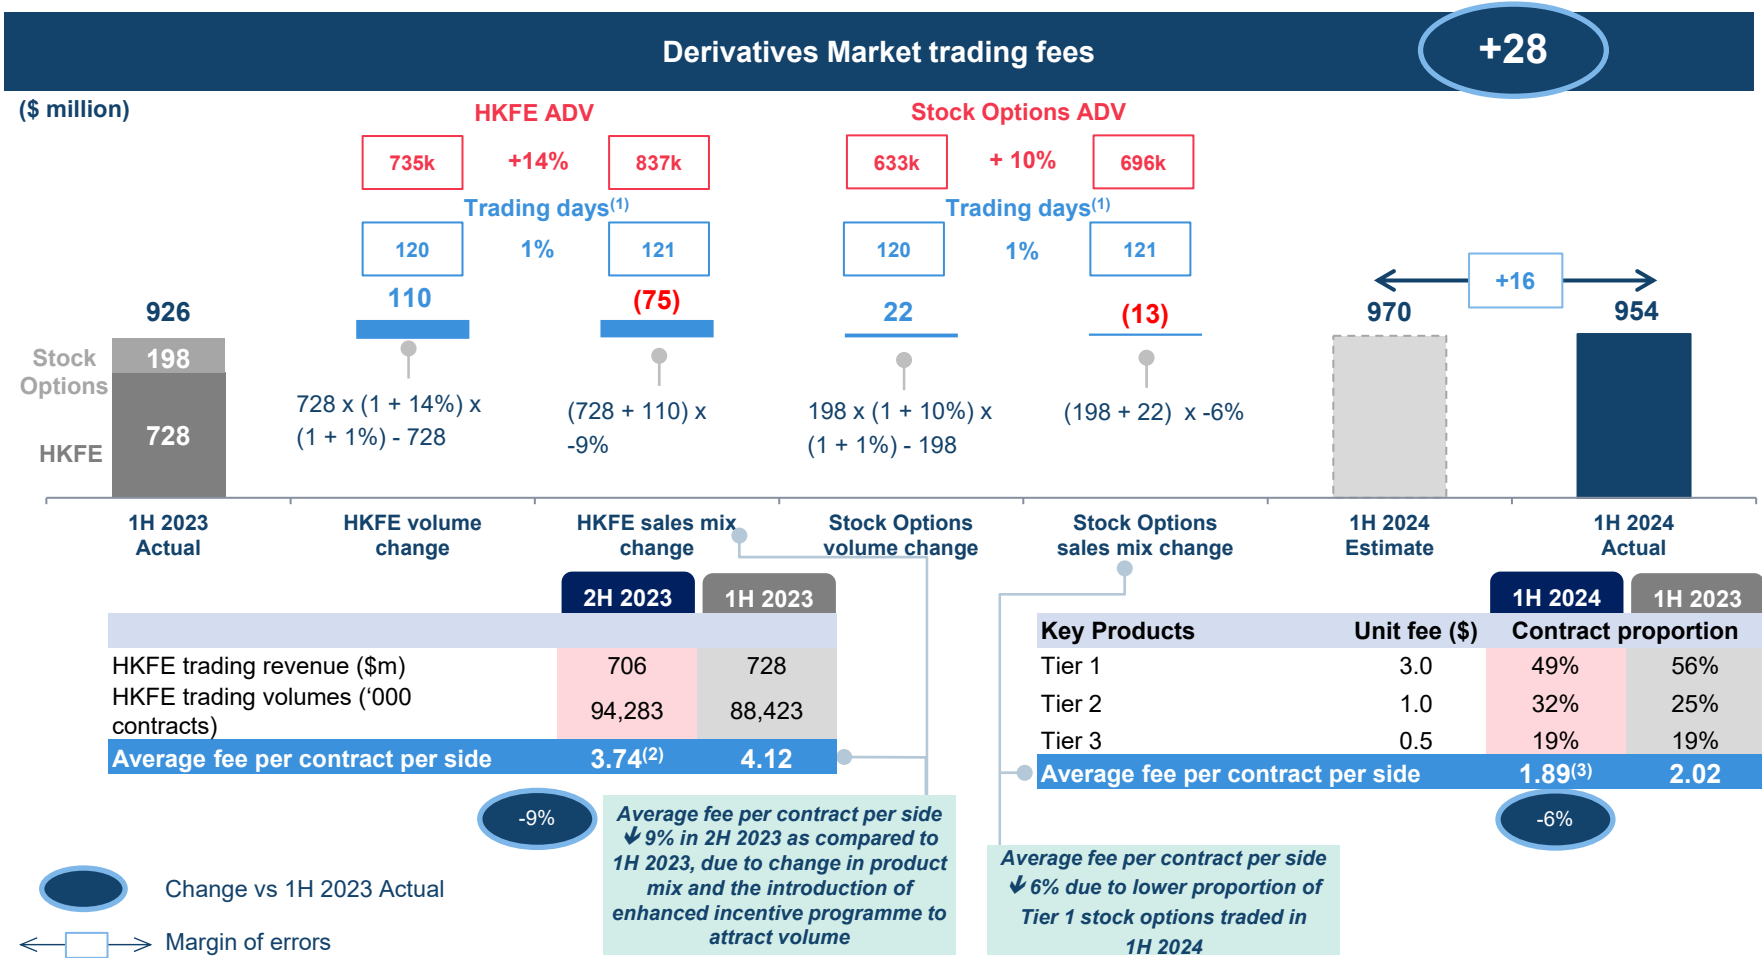 Derivatives Market trading fees
+28
($ million)
HKFE ADV
Stock Options ADV
735k
+14%
837k
633k
+ 10%
696k
Trading days(1)
Trading days(1)
120
1%
121
120
1%
121
+16
926
110
(75)
22
(13)
970
954
Stock
Options
198
HKFE
728
728 x (1 + 14%) x
(1 + 1%) - 728
(728 + 110) x
-9%
198 x (1 + 10%) x
(1 + 1%) - 198
(198 + 22)  x -6%
1H 2023
Actual
HKFE volume
change
HKFE sales mix
change
Stock Options
volume change
Stock Options
sales mix change
1H 2024
Estimate
1H 2024
Actual
2H 2023
1H 2023
HKFE trading revenue ($m)
706
728
HKFE trading volumes (‘000
contracts)
94,283
88,423
Average fee per contract per side
3.74(2)
4.12
-9%
Average fee per contract per side
🡻 9% in 2H 2023 as compared to
1H 2023, due to change in product
mix and the introduction of
enhanced incentive programme to
attract volume
1H 2024
1H 2023
Key Products
Unit fee ($)
Contract proportion
Tier 1
3.0
49%
56%
Tier 2
1.0
32%
25%
Tier 3
0.5
19%
19%
Average fee per contract per side
1.89(3)
2.02
-6%
Average fee per contract per side
🡻 6% due to lower proportion of
Tier 1 stock options traded in
1H 2024
Change vs 1H 2023 Actual
Margin of errors